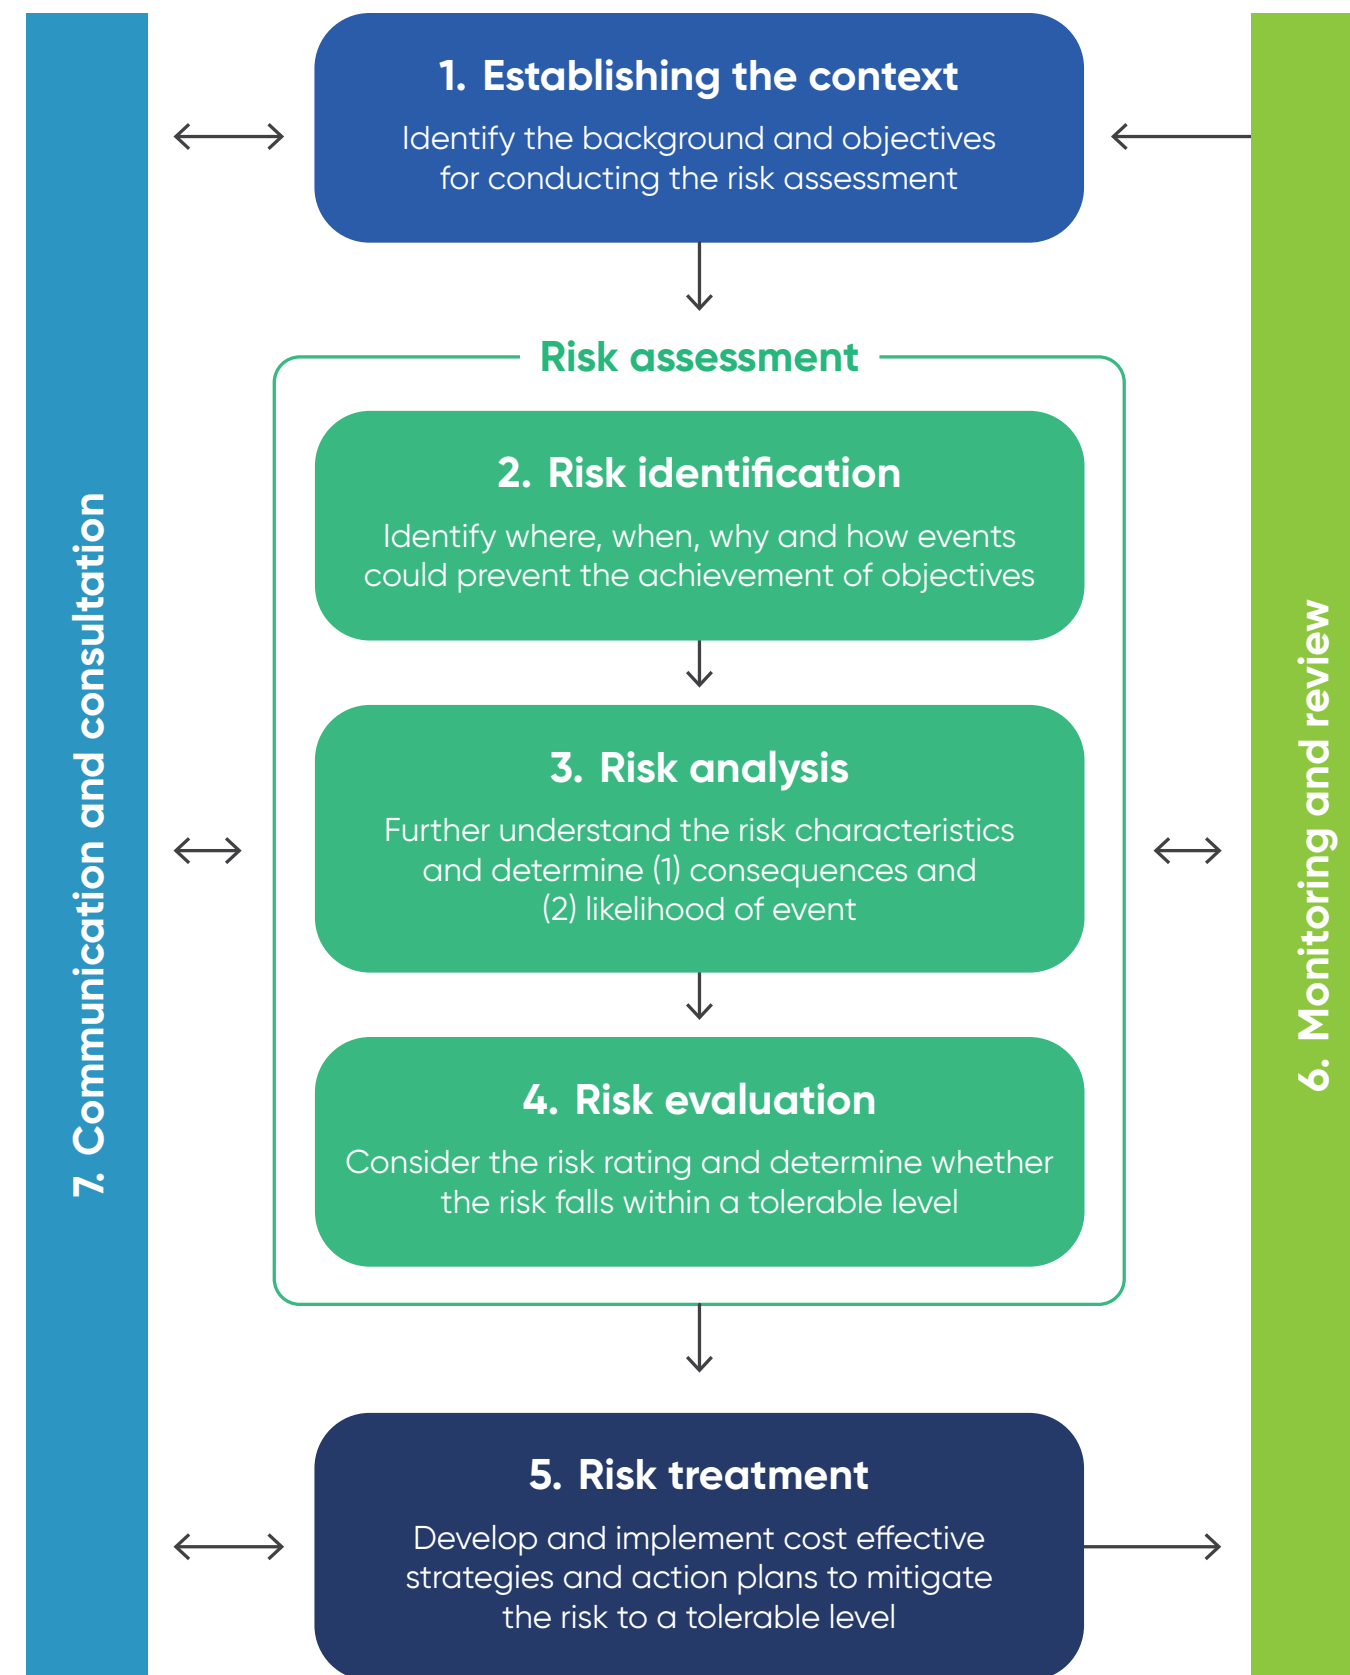 1. Establishing the context
Identify the background and objectives
for conducting the risk assessment
Risk assessment
2. Risk identification
Identify where, when, why and how events
could prevent the achievement of objectives
3. Risk analysis
Further understand the risk characteristics
and determine (1) consequences and
(2) likelihood of event
4. Risk evaluation
Consider the risk rating and determine whether
the risk falls within a tolerable level
5. Risk treatment
Develop and implement cost effective
strategies and action plans to mitigate
the risk to a tolerable level
6. Monitoring and review
7. Communication and consultation